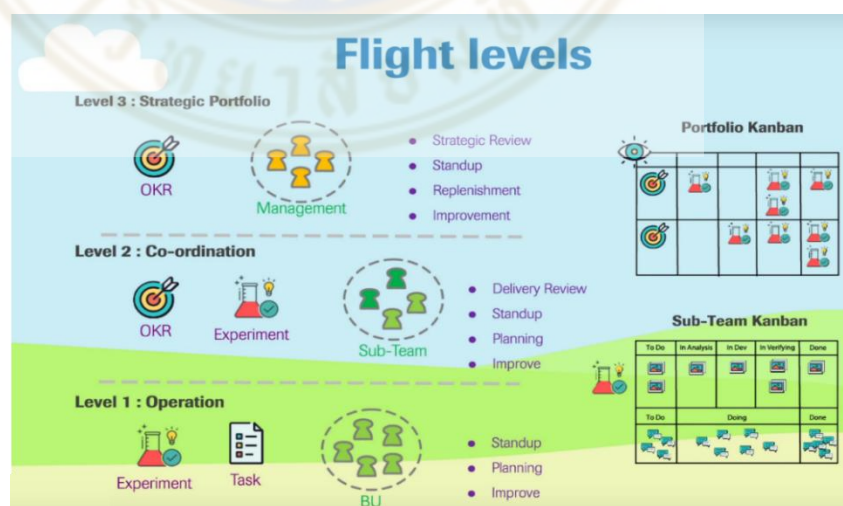 Flight levels
Level 3 : Strategic Portfolio
OKR
Management
Strategic Review
Standup
Replenishment
Improvement
Level 2 : Co-ordination
OKR
Experiment
Sub-Team
Delivery Review
Standup
Planning
Improve
Level 1 : Operation
Experiment
Task
BU
Standup
Planning
Improve
Portfolio Kanban
Sub-Team Kanban
To Do In Analysis In Dev In Verifying Done
To Do Doing Done